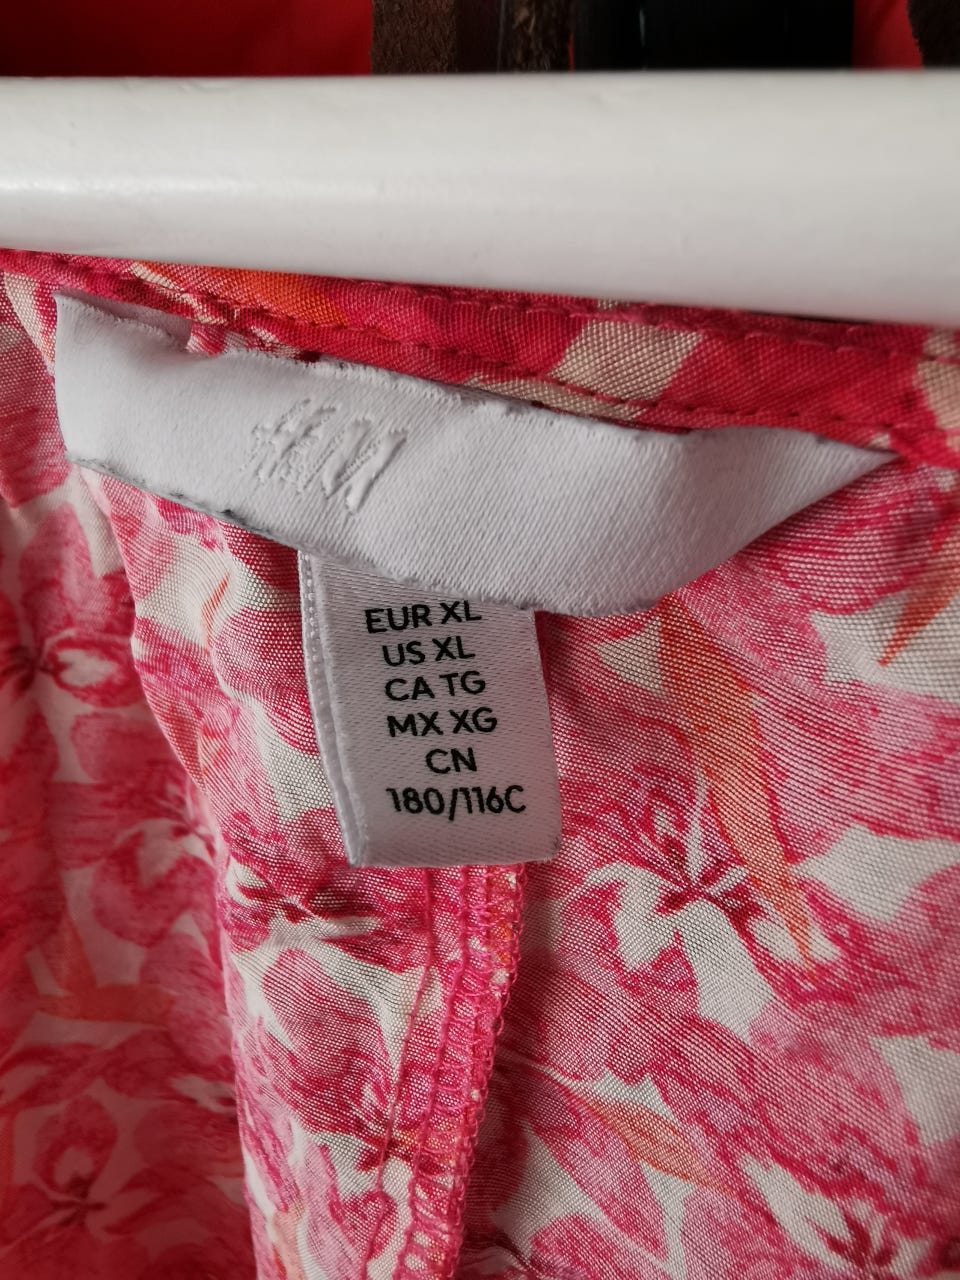 H&M
EUR XL
US XL
CA TG
MX XG
CN
180/116C